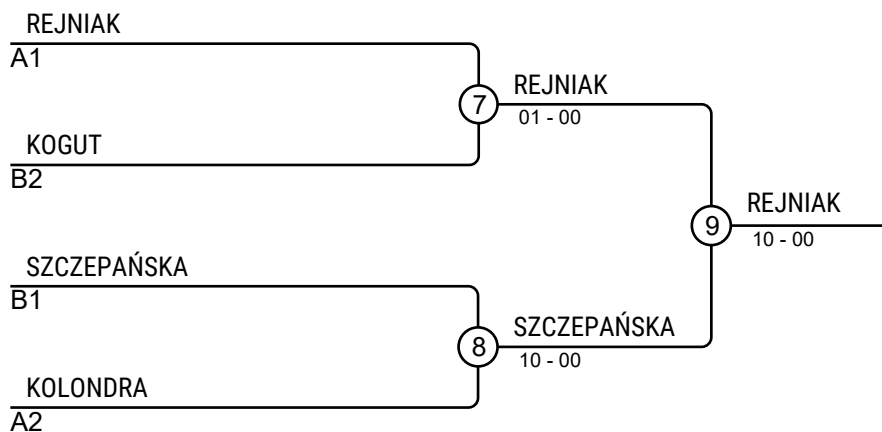 REJNIAK
A1
7
REJNIAK
01 - 00
KOGUT
B2
9
REJNIAK
10 - 00
SZCZEPAŃSKA
B1
8
SZCZEPAŃSKA
10 - 00
KOLONDRA
A2